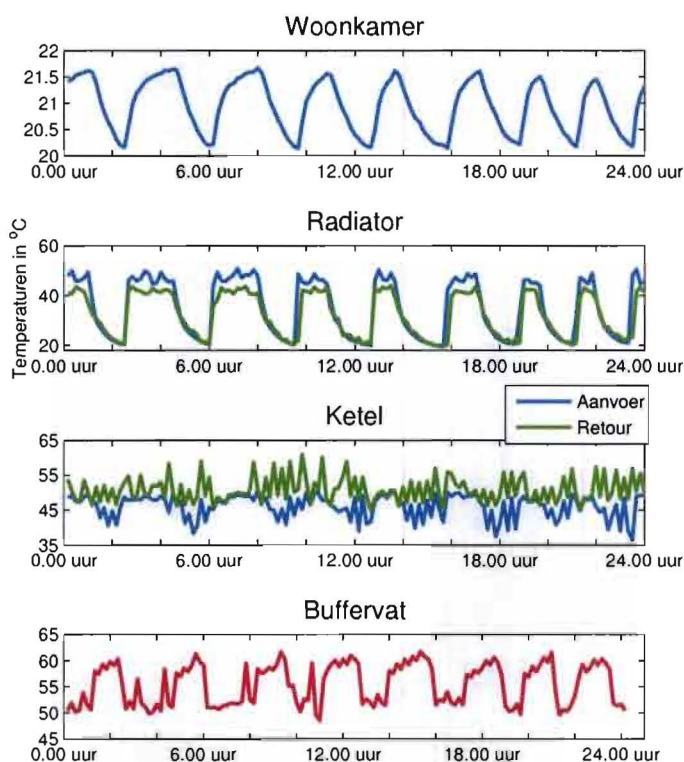 Woonkamer
22
21.5
21
20.5
20
0.00 uur 6.00 uur 12.00 uur 18.00 uur 24.00 uur
Radiator
Temperaturen in °C
60
40
20
0.00 uur 6.00 uur 12.00 uur 18.00 uur 24.00 uur
Aanvoer
Retour
Ketel
65
55
45
35
0.00 uur 6.00 uur 12.00 uur 18.00 uur 24.00 uur
Buffervat
65
60
55
50
45
0.00 uur 6.00 uur 12.00 uur 18.00 uur 24.00 uur